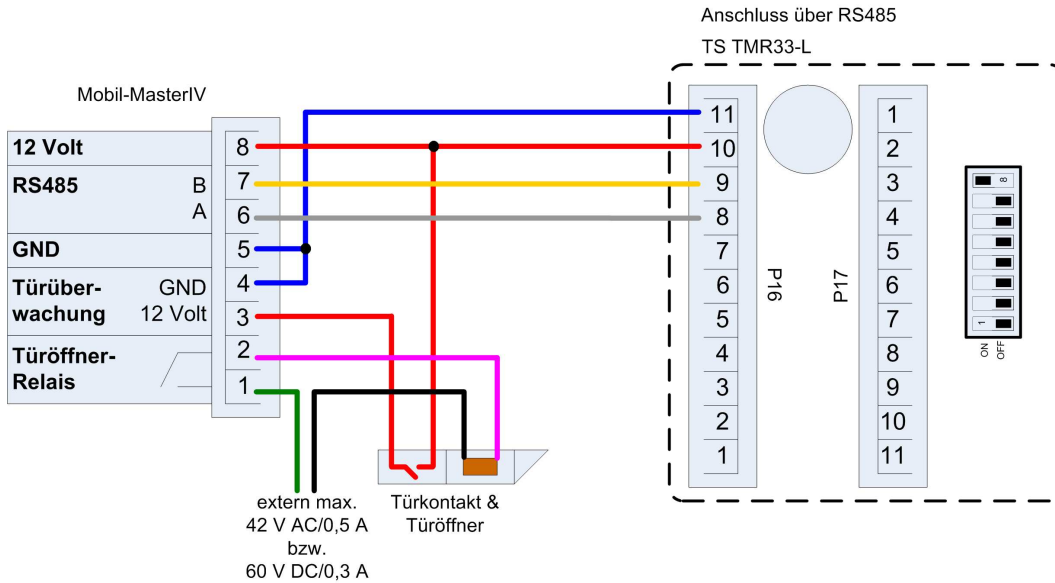 Anschluss über RS485
TS TMR33-L
Mobil-MasterIV
12 Volt
8
RS485
B
7
A
6
GND
5
Türüber-
wachung
GND
4
12 Volt
3
Türöffner-
Relais
2
1
extern max.
42 V AC/0,5 A
bzw.
60 V DC/0,3 A
Türkontakt &
Türöffner
11
10
9
8
7
6
5
4
3
2
1
P16
P17
1
2
3
4
5
6
7
8
9
10
11
8
1
ON
OFF